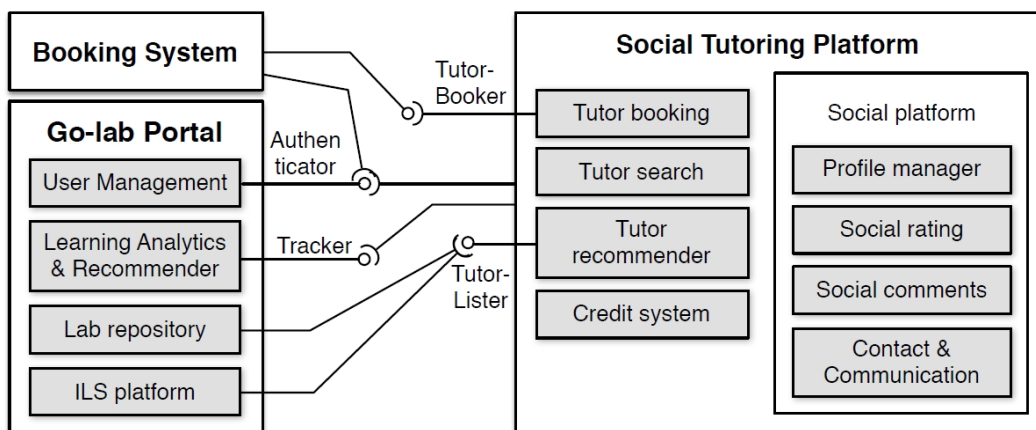 Booking System
Go-lab Portal
User Management
Learning Analytics
& Recommender
Lab repository
ILS platform
Tutor-
Booker
Authen
ticator
Tracker
Tutor-
Lister
Social Tutoring Platform
Tutor booking
Tutor search
Tutor
recommender
Credit system
Social platform
Profile manager
Social rating
Social comments
Contact &
Communication